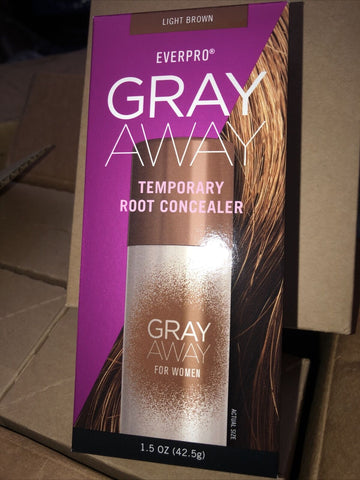 LIGHT BROWN
EVERPRO®
GRAY
AWAY
TEMPORARY
ROOT CONCEALER
GRAY
AWAY
FOR WOMEN
ACTUAL SIZE
1.5 OZ (42.5g)